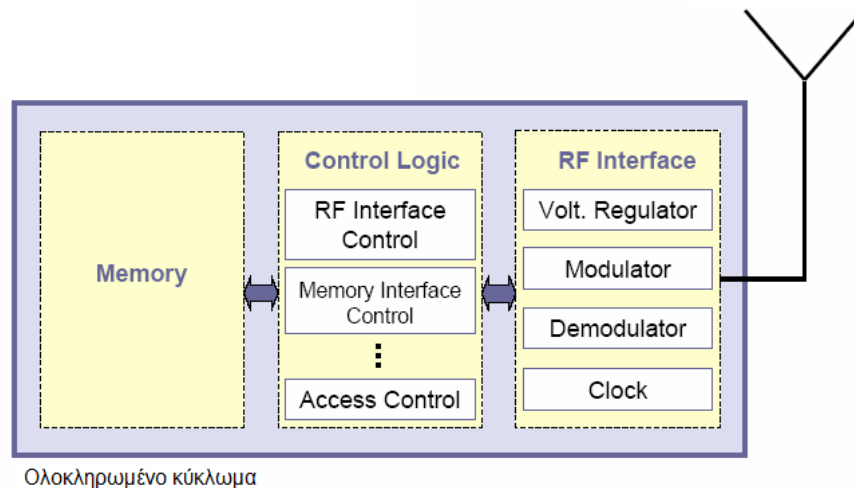 Memory
Control Logic
RF Interface
Control
Memory Interface
Control
Access Control
RF Interface
Volt. Regulator
Modulator
Demodulator
Clock
Ολοκληρωμένο κύκλωμα